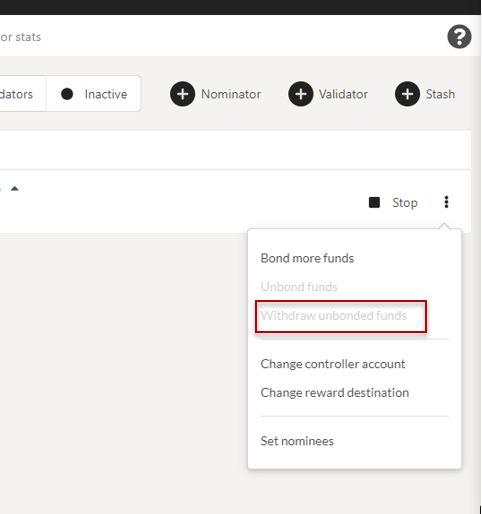 or stats
dators
Inactive
Nominator
Validator
Stash
Stop
Bond more funds
Unbond funds
Withdraw unbonded funds
Change controller account
Change reward destination
Set nominees